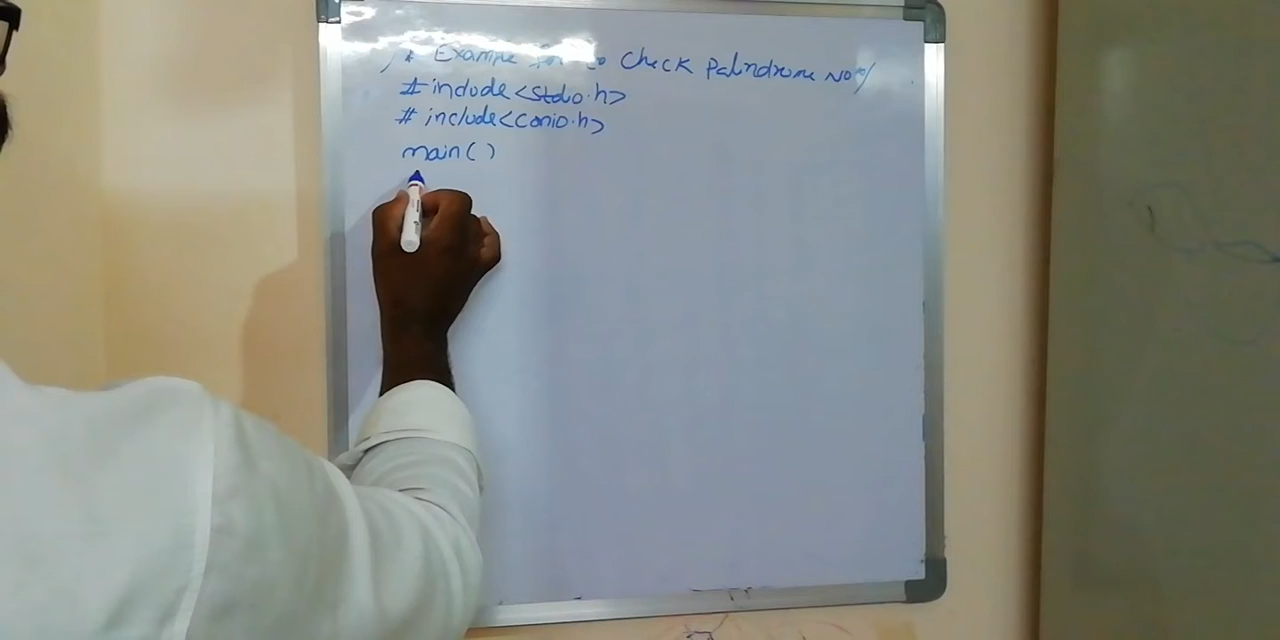 /* Example for to Check Palindrome No*/
#include<stdio.h>
#include<conio.h>
main()